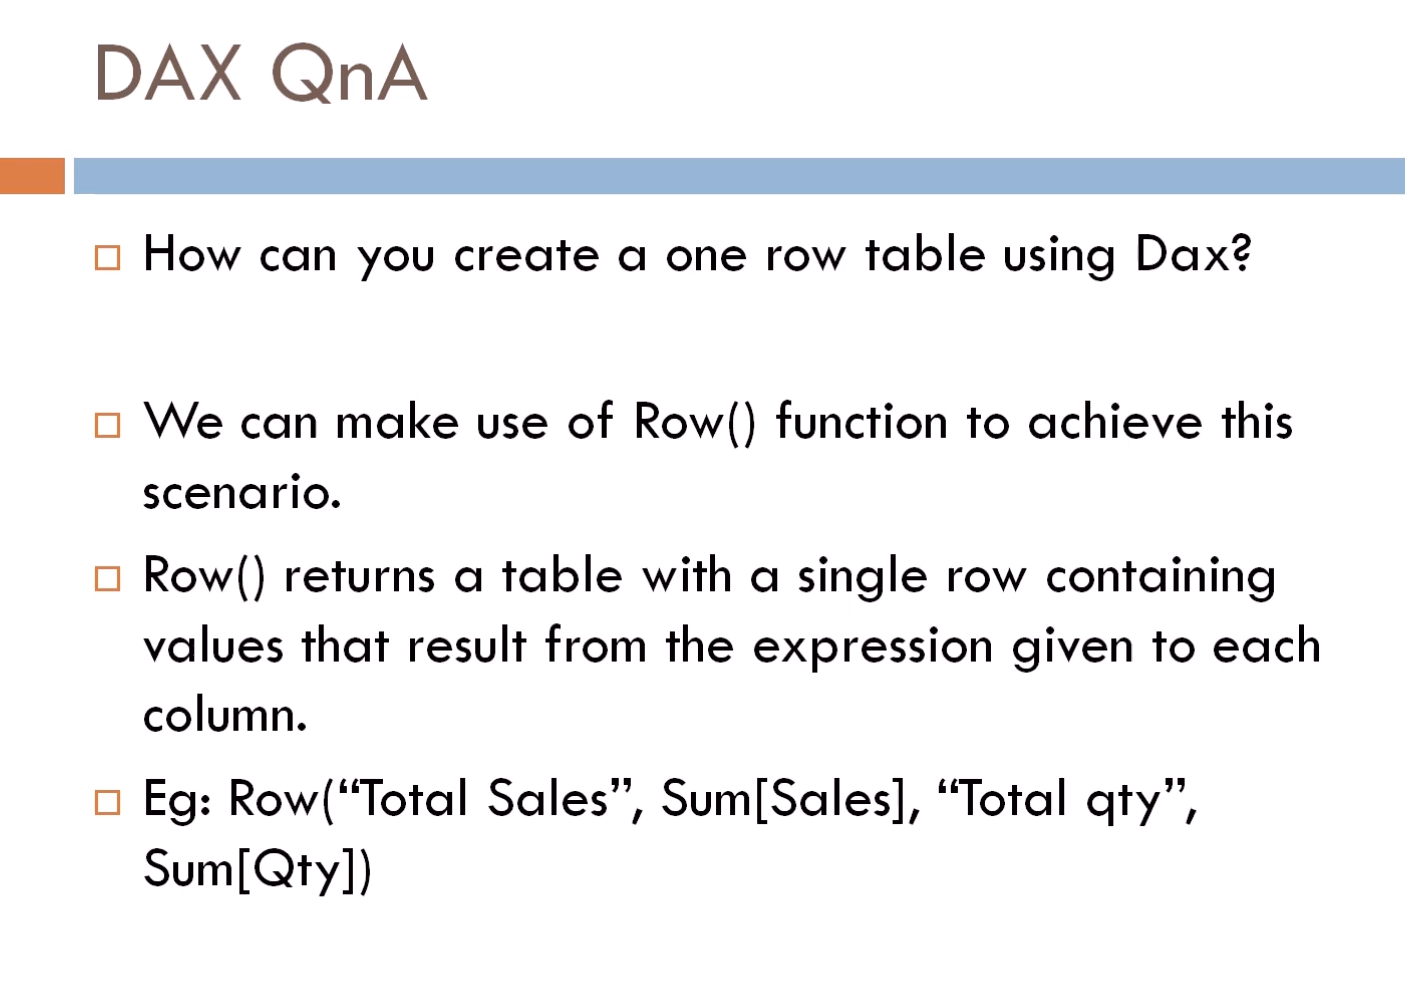 DAX QnA
How can you create a one row table using Dax?
We can make use of Row() function to achieve this
scenario.
Row() returns a table with a single row containing
values that result from the expression given to each
column.
Eg: Row(“Total Sales”, Sum[Sales], “Total qty”,
Sum[Qty])